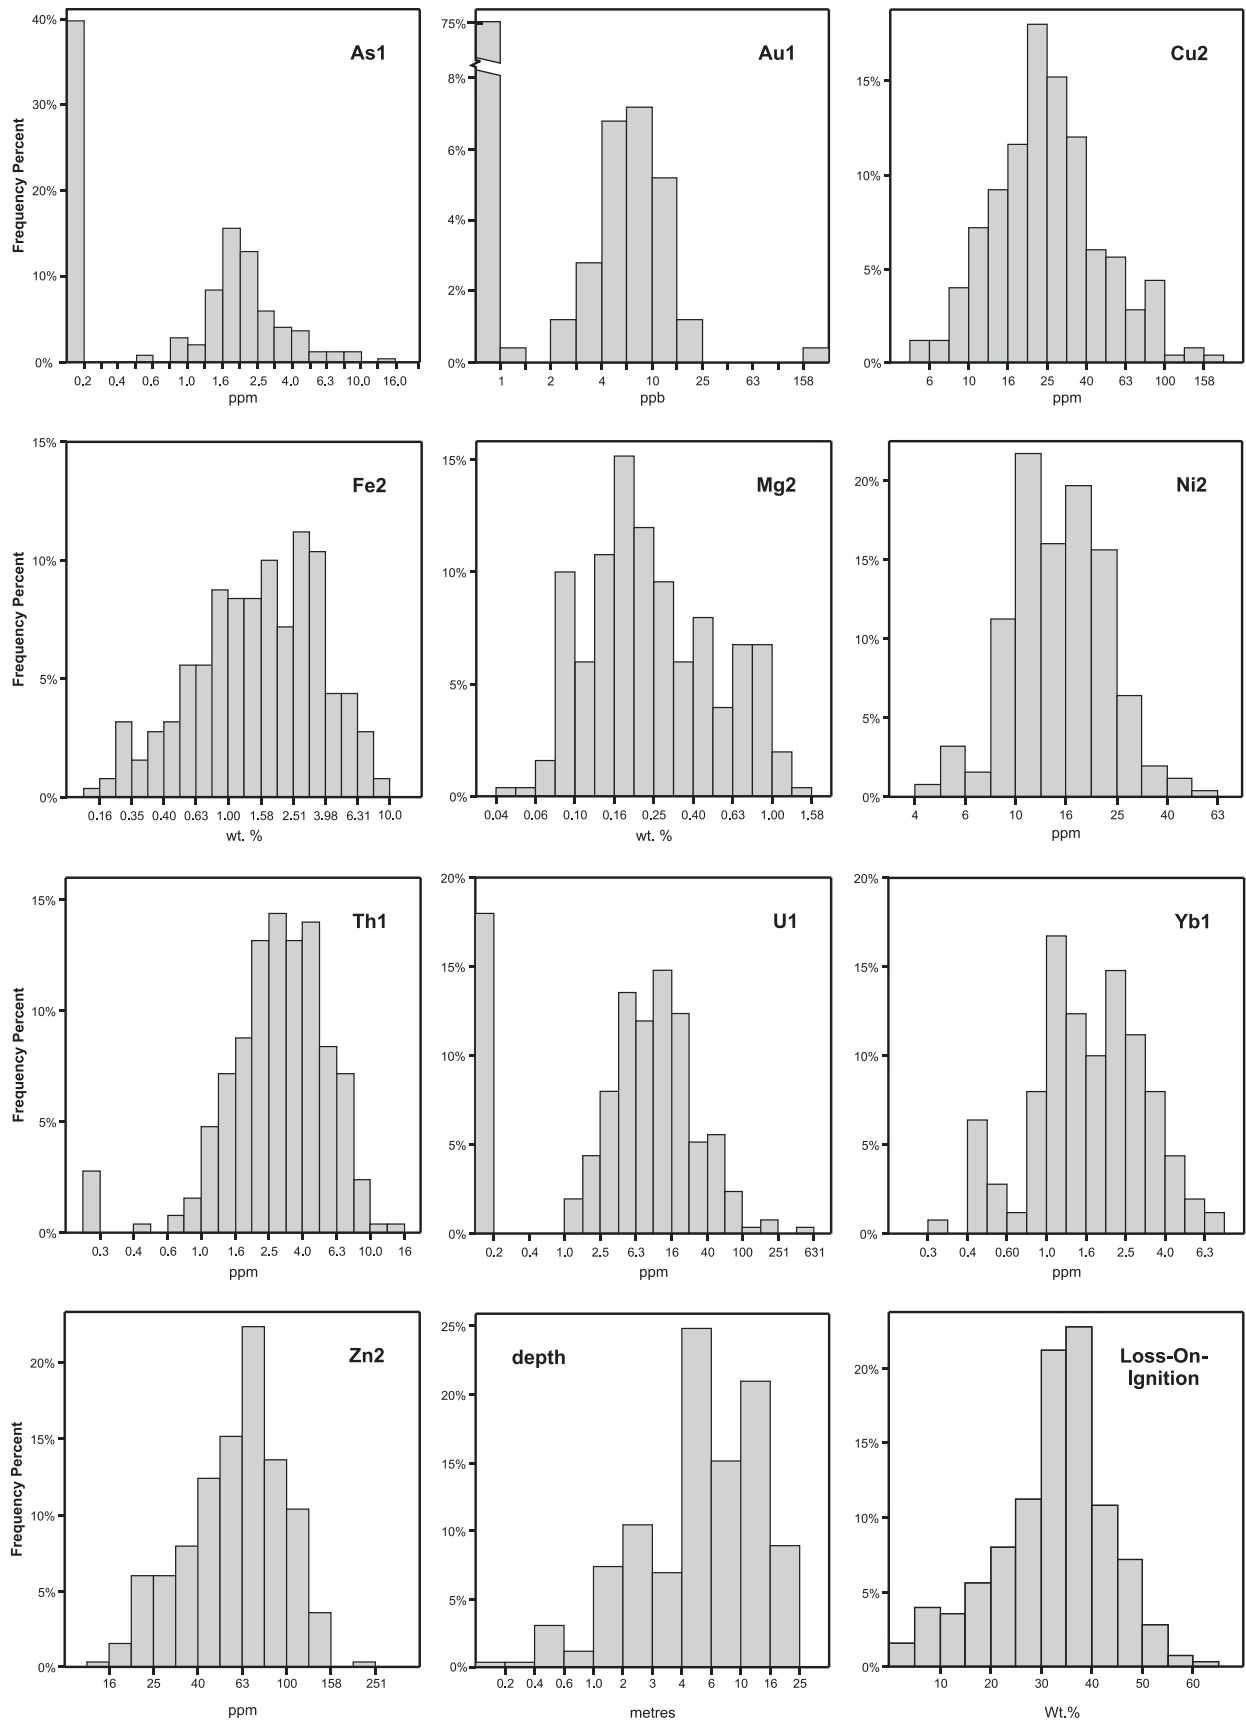 As1
40%
30%
20%
10%
0%
Frequency Percent
0.2 0.4 0.6 1.0 1.6 2.5 4.0 6.3 10.0 16.0
ppm
Au1
75%
8%
6%
4%
2%
0%
1 2 4 10 25 63 158
ppb
Cu2
15%
10%
5%
0%
6 10 16 25 40 63 100 158
ppm
Fe2
15%
10%
5%
0%
Frequency Percent
0.16 0.35 0.40 0.63 1.00 1.58 2.51 3.98 6.31 10.0
wt. %
Mg2
15%
10%
5%
0%
0.04 0.06 0.10 0.16 0.25 0.40 0.63 1.00 1.58
wt. %
Ni2
20%
15%
10%
5%
0%
4 6 10 16 25 40 63
ppm
Th1
15%
10%
5%
0%
Frequency Percent
0.3 0.4 0.6 1.0 1.6 2.5 4.0 6.3 10.0 16
ppm
U1
20%
15%
10%
5%
0%
0.2 0.4 1.0 2.5 6.3 16 40 100 251 631
ppm
Yb1
20%
15%
10%
5%
0%
0.3 0.4 0.60 1.0 1.6 2.5 4.0 6.3
ppm
Zn2
20%
15%
10%
5%
0%
Frequency Percent
16 25 40 63 100 158 251
ppm
depth
25%
20%
15%
10%
5%
0%
0.2 0.4 0.6 1.0 2 3 4 6 10 16 25
metres
Loss-On-
Ignition
20%
15%
10%
5%
0%
10 20 30 40 50 60
Wt.%